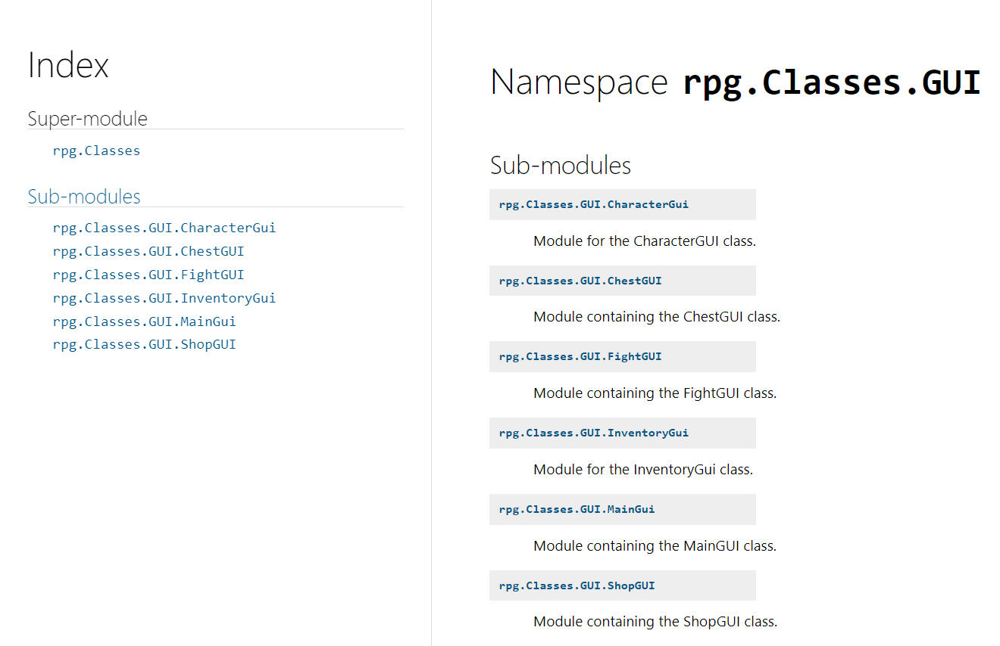 Index
Super-module
rpg.Classes
Sub-modules
rpg.Classes.GUI.CharacterGui
rpg.Classes.GUI.ChestGUI
rpg.Classes.GUI.FightGUI
rpg.Classes.GUI.InventoryGui
rpg.Classes.GUI.MainGui
rpg.Classes.GUI.ShopGUI
Namespace rpg.Classes.GUI
Sub-modules
rpg.Classes.GUI.CharacterGui
Module for the CharacterGUI class.
rpg.Classes.GUI.ChestGUI
Module containing the ChestGUI class.
rpg.Classes.GUI.FightGUI
Module containing the FightGUI class.
rpg.Classes.GUI.InventoryGui
Module for the InventoryGui class.
rpg.Classes.GUI.MainGui
Module containing the MainGUI class.
rpg.Classes.GUI.ShopGUI
Module containing the ShopGUI class.